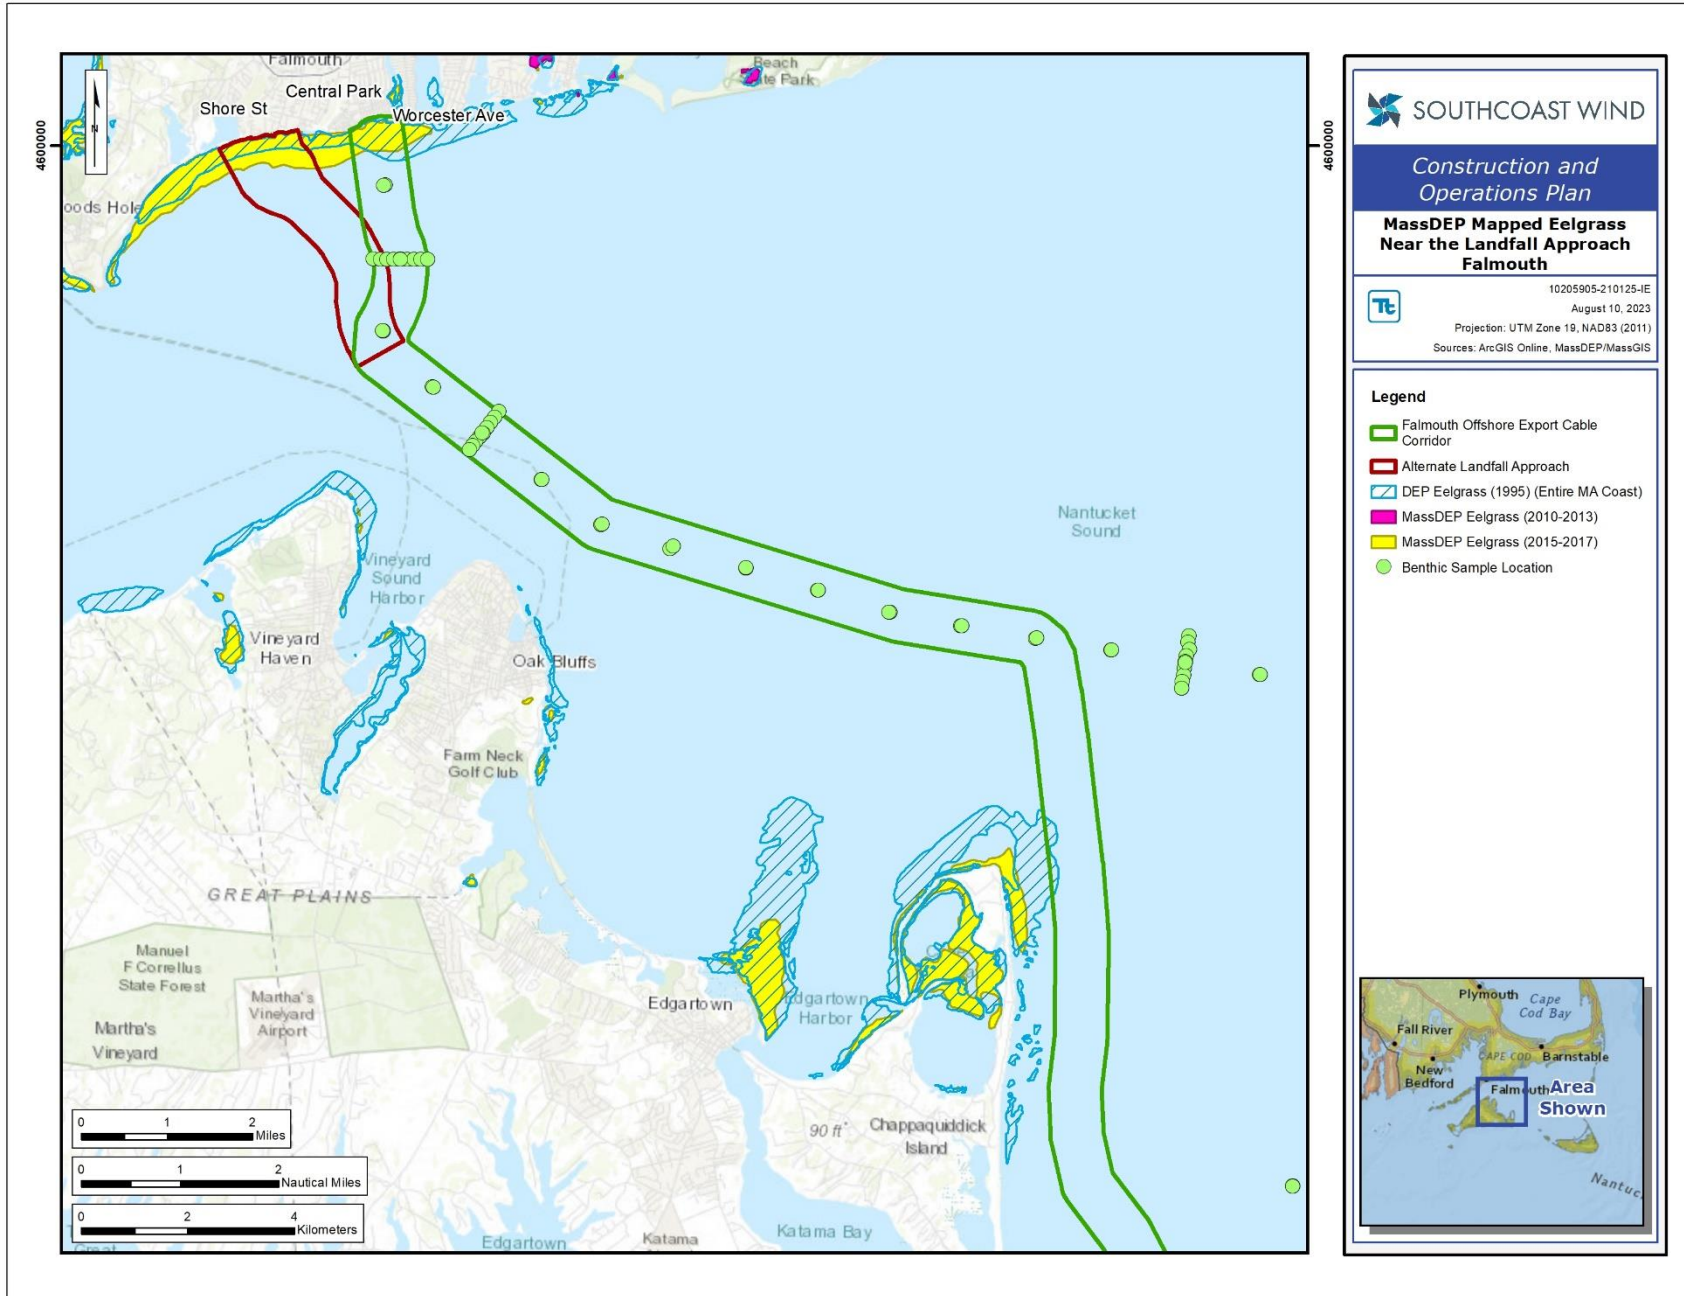 Falmouth
Central Park
Shore St
Worcester Ave
Beach
te Park
4600000
4600000
N
oods Hole
Nantucket
Sound
Vineyard
Sound
Harbor
Vineyard
Haven
Oak Bluffs
Farm Neck
Golf Club
GREAT PLAINS
Manuel
F Correllus
State Forest
Martha's
Vineyard
Airport
Martha's
Vineyard
Edgartown
Edgartown
Harbor
90 ft
Chappaquiddick
Island
Katama Bay
Edgartown
Great
Katama
0 1 2
Miles
0 1 2
Nautical Miles
0 2 4
Kilometers
SOUTHCOAST WIND
Construction and
Operations Plan
MassDEP Mapped Eelgrass
Near the Landfall Approach
Falmouth
Tt
10205905-210125-IE
August 10, 2023
Projection: UTM Zone 19, NAD83 (2011)
Sources: ArcGIS Online, MassDEP/MassGIS
Legend
Falmouth Offshore Export Cable
Corridor
Alternate Landfall Approach
DEP Eelgrass (1995) (Entire MA Coast)
MassDEP Eelgrass (2010-2013)
MassDEP Eelgrass (2015-2017)
Benthic Sample Location
Plymouth
Cape
Cod Bay
Fall River
CAPE COD
Barnstable
New
Bedford
Falmouth
Area
Shown
Nantuc